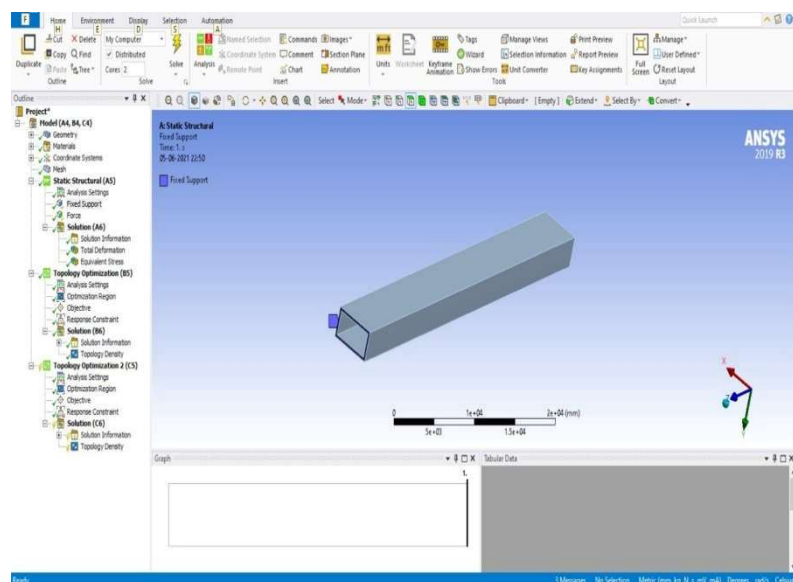 F Home Environment Display Selection Automation
H E D S A
Quick Launch
Duplicate
Cut
Copy
Paste
Delete
Find
Tree
Outline
My Computer
Distributed
Cores 2
Solve
Solve
Analysis
Named Selection
Coordinate System
Remote Point
Commands
Comment
Chart
Images
Section Plane
Annotation
Insert
Units
Worksheet
Keyframe
Animation
Tags
Wizard
Show Errors
Manage Views
Selection Information
Unit Converter
Print Preview
Report Preview
Key Assignments
Tools
Full
Screen
Manage
User Defined
Reset Layout
Layout
Outline
Select Mode Clipboard [Empty] Extend Select By Convert
Project*
Model (A4, B4, C4)
Geometry
Materials
Coordinate Systems
Mesh
Static Structural (A5)
Analysis Settings
Fixed Support
Force
Solution (A6)
Solution Information
Total Deformation
Equivalent Stress
Topology Optimization (B5)
Analysis Settings
Optimization Region
Objective
Response Constraint
Solution (B6)
Solution Information
Topology Density
Topology Optimization 2 (C5)
Analysis Settings
Optimization Region
Objective
Response Constraint
Solution (C6)
Solution Information
Topology Density
A: Static Structural
Fixed Support
Time: 1. s
05-06-2021 22:50
Fixed Support
ANSYS
2019 R3
X
Y
0 1e+04 2e+04 (mm)
5e+03 1.5e+04
Graph
1.
Tabular Data
Ready
No Selection Metric (mm, kg, N, s, mV, mA) Degrees rad/s Celsius